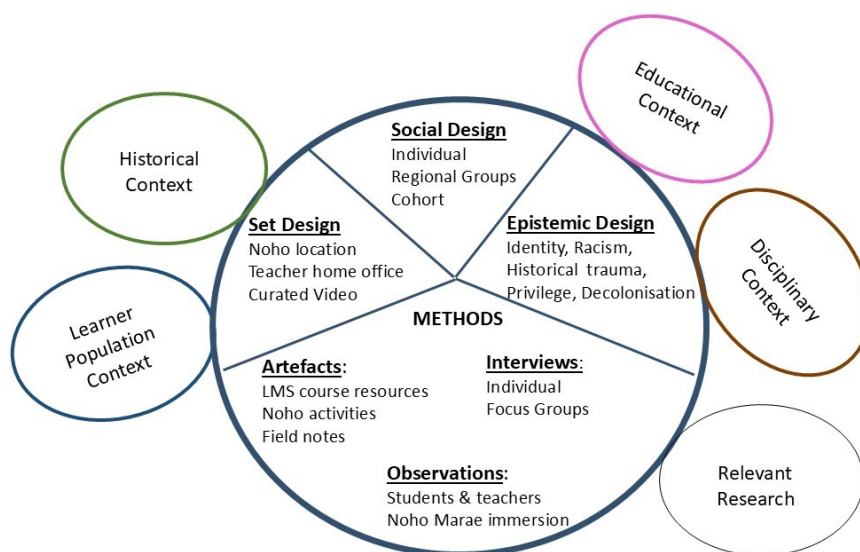 Educational
Context
Historical
Context
Social Design
Individual
Regional Groups
Cohort
Set Design
Noho location
Teacher home office
Curated Video
Epistemic Design
Identity, Racism,
Historical trauma,
Privilege, Decolonisation
Disciplinary
Context
Learner
Population
Context
METHODS
Artefacts:
LMS course resources
Noho activities
Field notes
Interviews:
Individual
Focus Groups
Observations:
Students & teachers
Noho Marae immersion
Relevant
Research